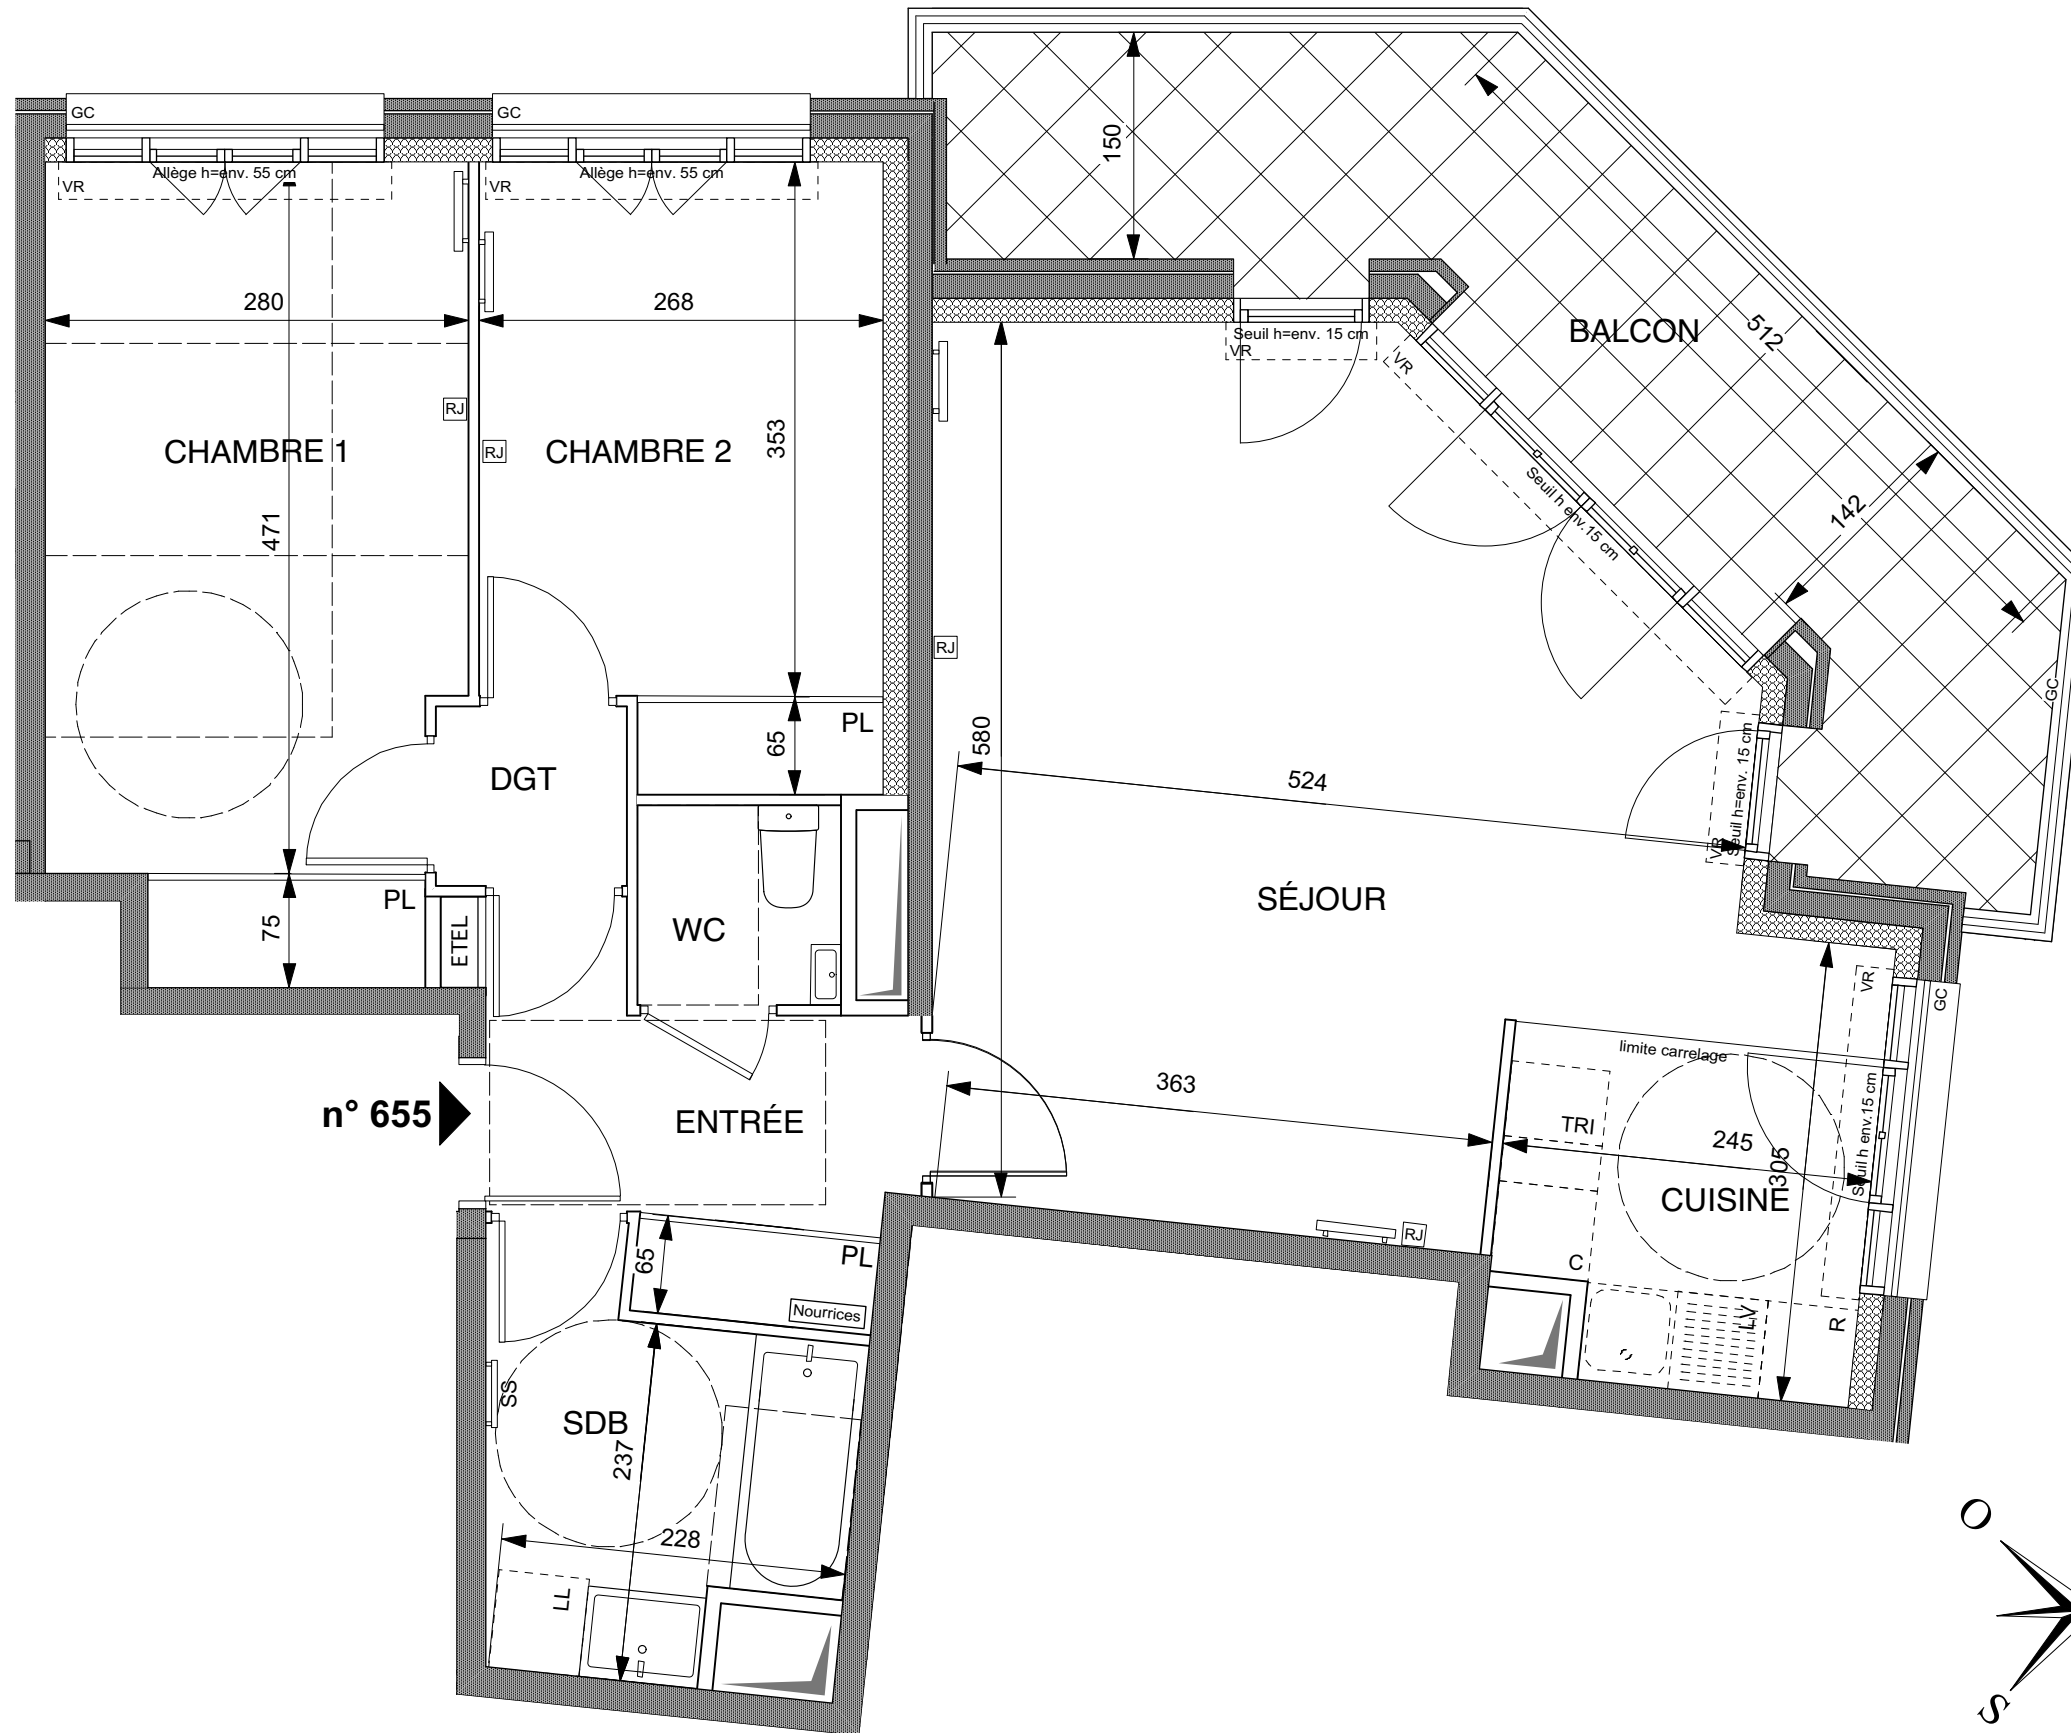 GC
GC
VR
Allège h=env. 55 cm
VR
Allège h=env. 55 cm
150
280
268
Seuil h=env. 15 cm
VR
VR
BALCON
512
RJ
RJ
CHAMBRE 1
CHAMBRE 2
353
471
Seuil h env.15 cm
142
RJ
GC
PL
65
580
DGT
524
VR
Seuil h=env. 15 cm
PL
75
ETEL
WC
SÉJOUR
VR
GC
limite carrelage
363
n° 655
ENTRÉE
TRI
245
305
Seuil h env.15 cm
CUISINE
RJ
65
PL
Nourrices
C
LV
R
SS
SDB
237
228
LL
O
S